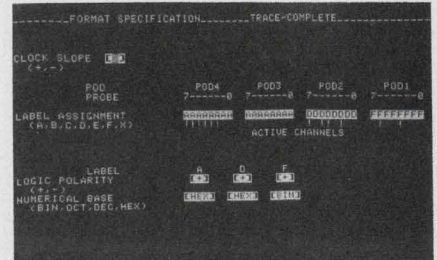 FORMAT SPECIFICATION TRACE-COMPLETE
CLOCK SLOPE
(+,-)
POD POD4 POD3 POD2 POD1
PROBE 7------0 7------0 7------0 7------0
LABEL ASSIGNMENT AAAAAAAA AAAAAAAA DDDDDDDD FFFFFFFF
(A,B,C,D,E,F,X) ACTIVE CHANNELS
LABEL A D F
LOGIC POLARITY [+] [+] [+]
(+,-)
NUMERICAL BASE [HEX] [HEX] [BIN]
(BIN,OCT,DEC,HEX)